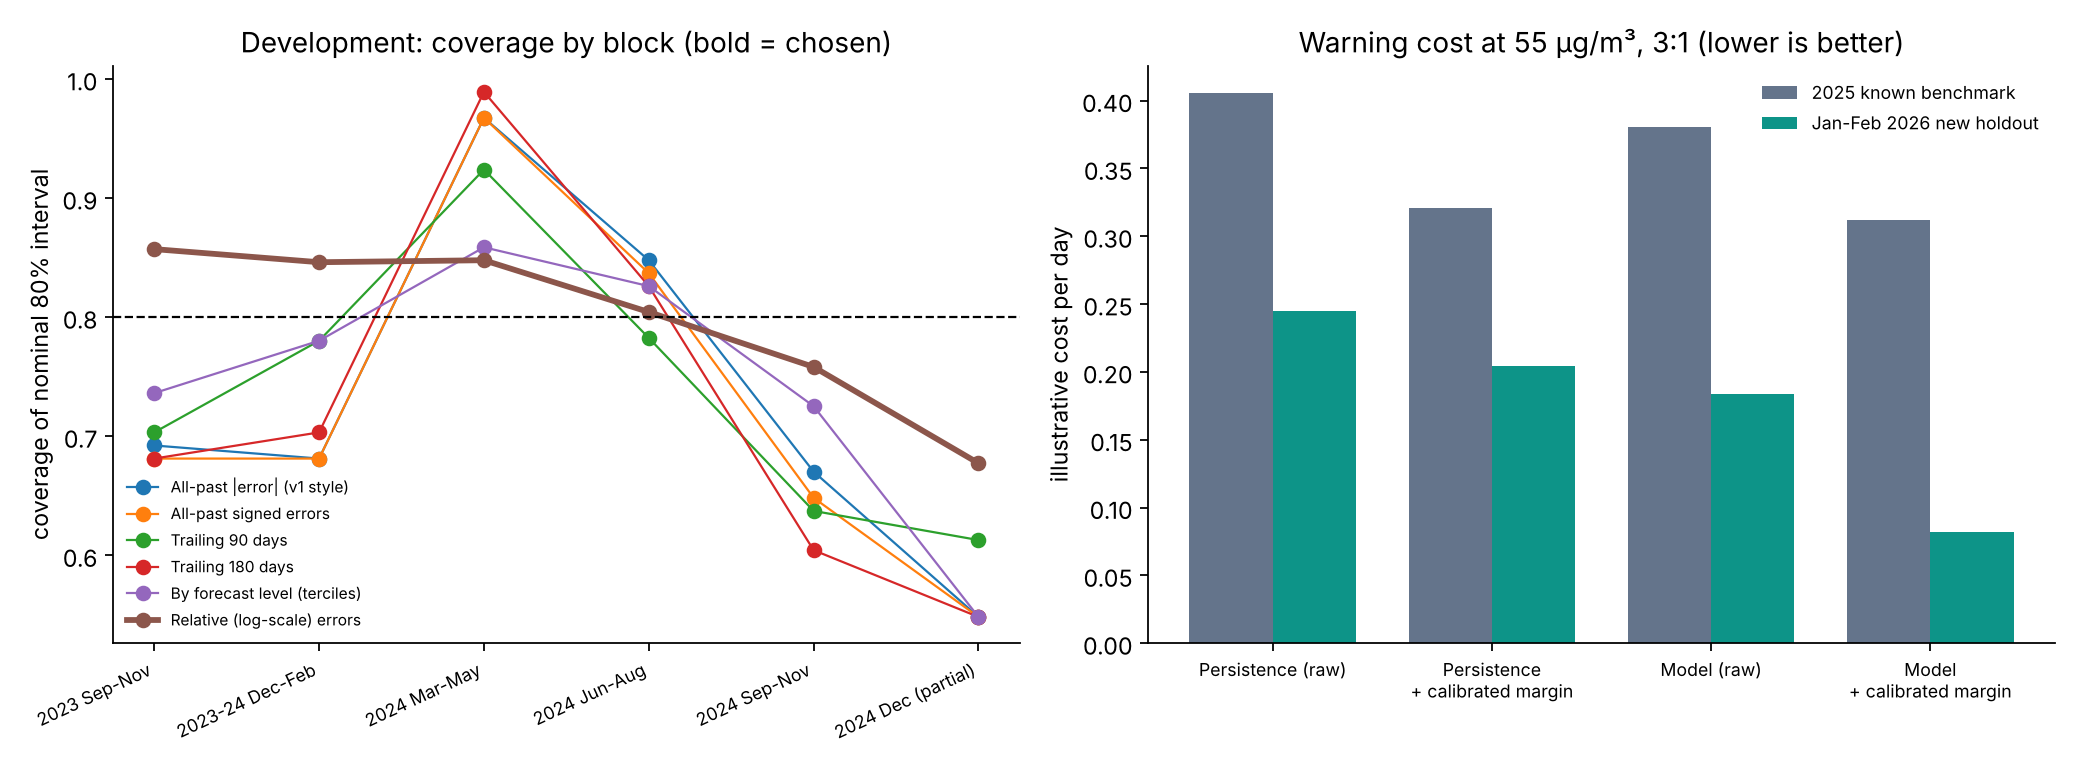 Development: coverage by block (bold = chosen)
coverage of nominal 80% interval
1.0
0.9
0.8
0.7
0.6
All-past |error| (v1 style)
All-past signed errors
Trailing 90 days
Trailing 180 days
By forecast level (terciles)
Relative (log-scale) errors
2023 Sep-Nov
2023-24 Dec-Feb
2024 Mar-May
2024 Jun-Aug
2024 Sep-Nov
2024 Dec (partial)
Warning cost at 55 µg/m³, 3:1 (lower is better)
illustrative cost per day
0.40
0.35
0.30
0.25
0.20
0.15
0.10
0.05
0.00
2025 known benchmark
Jan-Feb 2026 new holdout
Persistence (raw)
Persistence
+ calibrated margin
Model (raw)
Model
+ calibrated margin